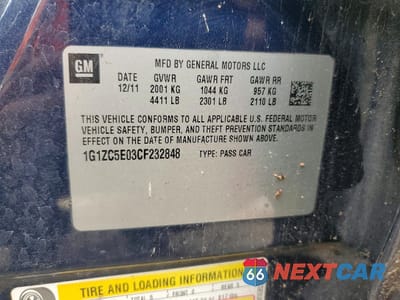 GM
MFD BY GENERAL MOTORS LLC
DATE GVWR GAWR FRT GAWR RR
12/11 2001 KG 1044 KG 957 KG
4411 LB 2301 LB 2110 LB
THIS VEHICLE CONFORMS TO ALL APPLICABLE U.S. FEDERAL MOTOR
VEHICLE SAFETY, BUMPER, AND THEFT PREVENTION STANDARDS IN
EFFECT ON THE DATE OF MANUFACTURE SHOWN ABOVE.
1G1ZC5E03CF232848 TYPE: PASS CAR
TIRE AND LOADING INFORMATION
66 NEXTCAR